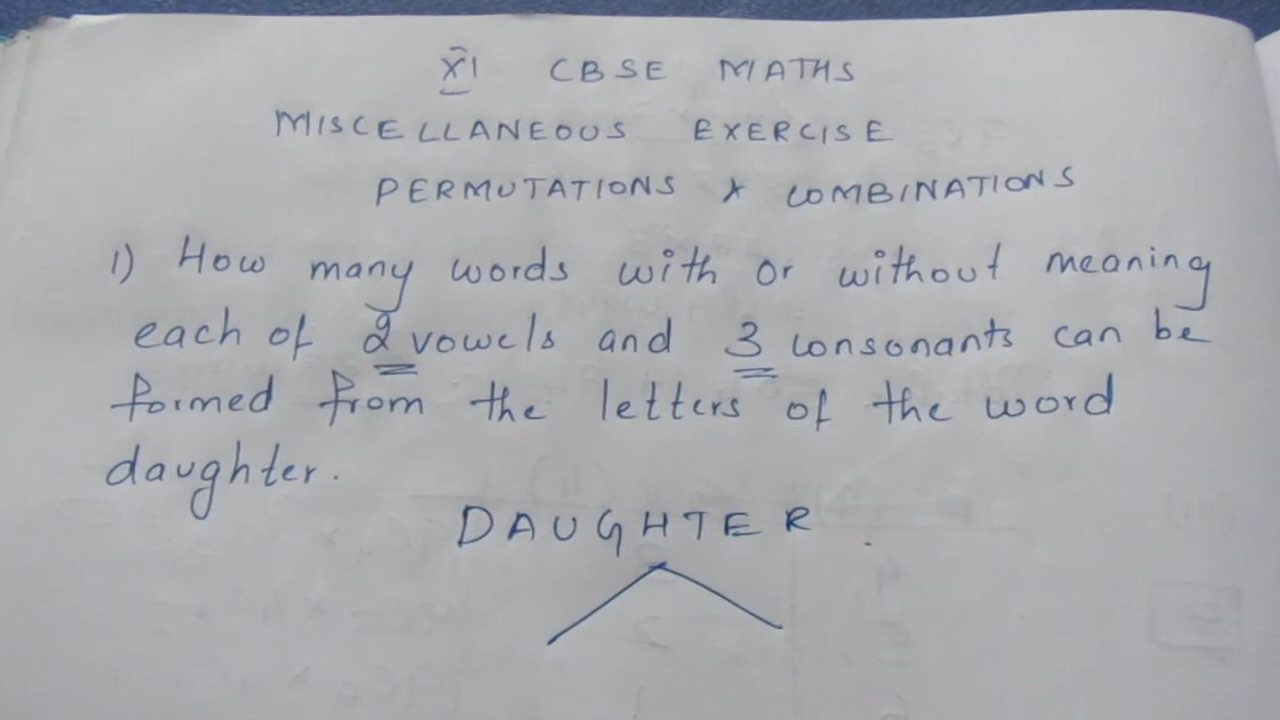 XI CBSE MATHS
MISCELLANEOUS EXERCISE
PERMUTATIONS & COMBINATIONS
1) How many words with or without meaning
each of 2 vowels and 3 consonants can be
formed from the letters of the word
daughter.
DAUGHTER